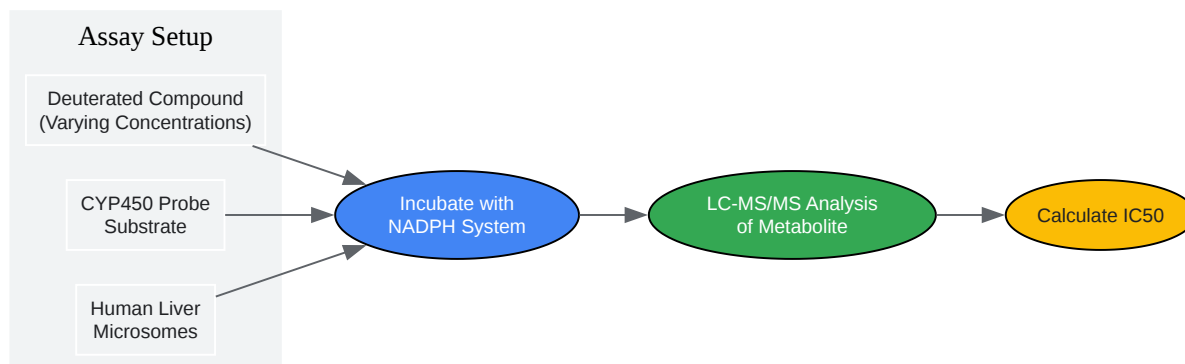 Assay Setup
Deuterated Compound
(Varying Concentrations)
CYP450 Probe
Substrate
Human Liver
Microsomes
Incubate with
NADPH System
LC-MS/MS Analysis
of Metabolite
Calculate IC50